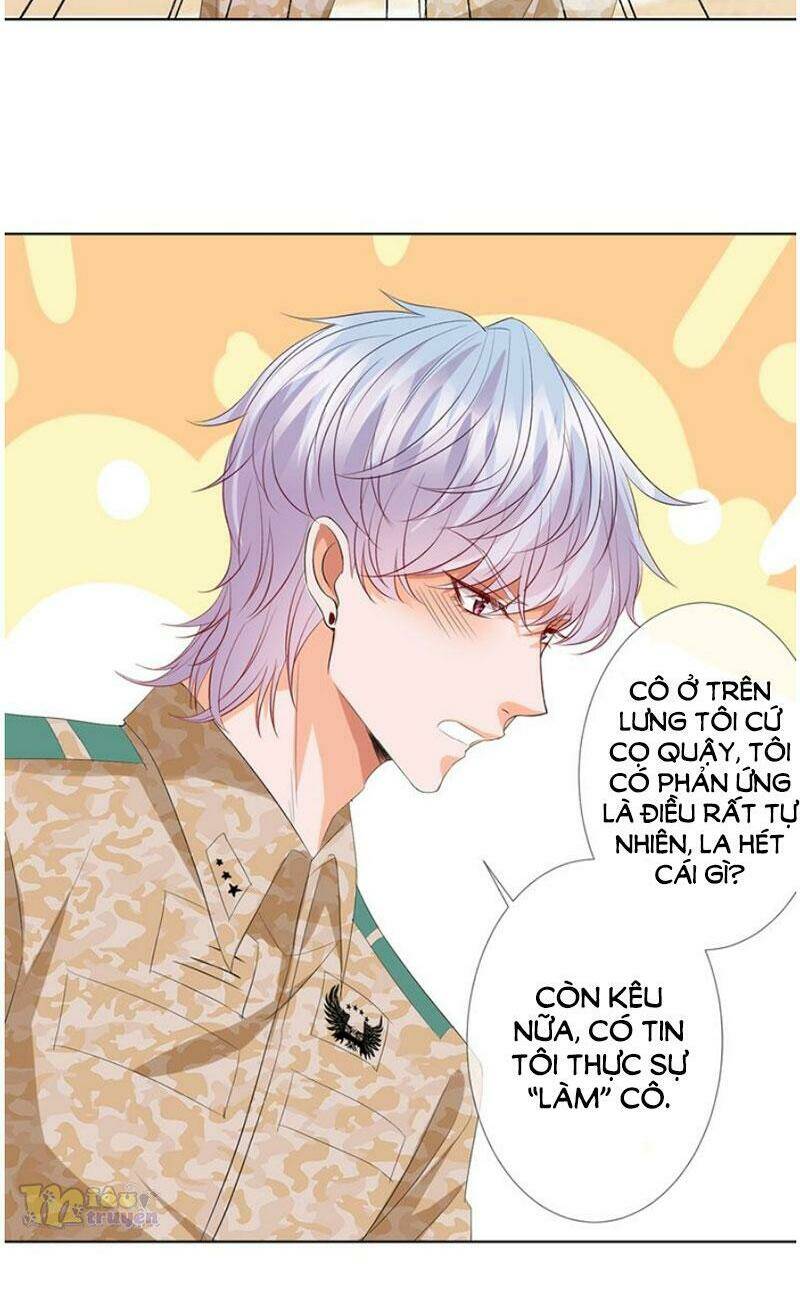 CÔ Ở TRÊN
LƯNG TÔI CỨ
CỌ QUẬY, TÔI
CÓ PHẢN ỨNG
LÀ ĐIỀU RẤT TỰ
NHIÊN, LA HÉT
CÁI GÌ?
CÒN KÊU
NỮA, CÓ TIN
TÔI THỰC SỰ
“LÀM” CÔ.
Miêu
truyện